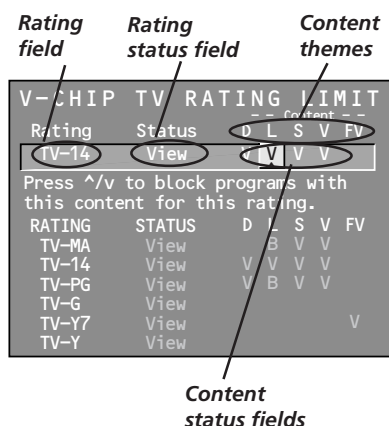 Rating field
Rating status field
Content themes
V-CHIP TV RATING LIMIT
-- Content --
Rating Status D L S V FV
TV-14 View V V V V
Press ^/v to block programs with
this content for this rating.
RATING STATUS D L S V FV
TV-MA View B V V
TV-14 View V V V V
TV-PG View V B V V
TV-G View
TV-Y7 View V
TV-Y View
Content status fields